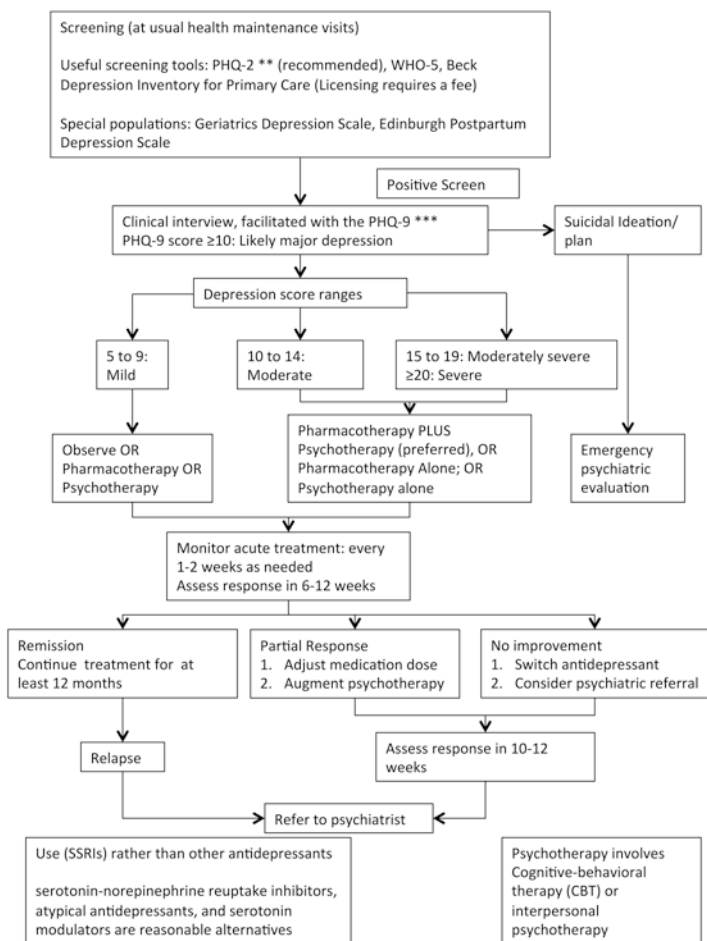 Screening (at usual health maintenance visits)
Useful screening tools: PHQ-2 ** (recommended), WHO-5, Beck
Depression Inventory for Primary Care (Licensing requires a fee)
Special populations: Geriatrics Depression Scale, Edinburgh Postpartum
Depression Scale
Positive Screen
Clinical interview, facilitated with the PHQ-9 ***
PHQ-9 score ≥10: Likely major depression
Suicidal Ideation/
plan
Depression score ranges
5 to 9:
Mild
10 to 14:
Moderate
15 to 19: Moderately severe
≥20: Severe
Observe OR
Pharmacotherapy OR
Psychotherapy
Pharmacotherapy PLUS
Psychotherapy (preferred), OR
Pharmacotherapy Alone; OR
Psychotherapy alone
Emergency
psychiatric
evaluation
Monitor acute treatment: every
1-2 weeks as needed
Assess response in 6-12 weeks
Remission
Continue treatment for at
least 12 months
Partial Response
1. Adjust medication dose
2. Augment psychotherapy
No improvement
1. Switch antidepressant
2. Consider psychiatric referral
Relapse
Assess response in 10-12
weeks
Refer to psychiatrist
Use (SSRIs) rather than other antidepressants
serotonin-norepinephrine reuptake inhibitors,
atypical antidepressants, and serotonin
modulators are reasonable alternatives
Psychotherapy involves
Cognitive-behavioral
therapy (CBT) or
interpersonal
psychotherapy